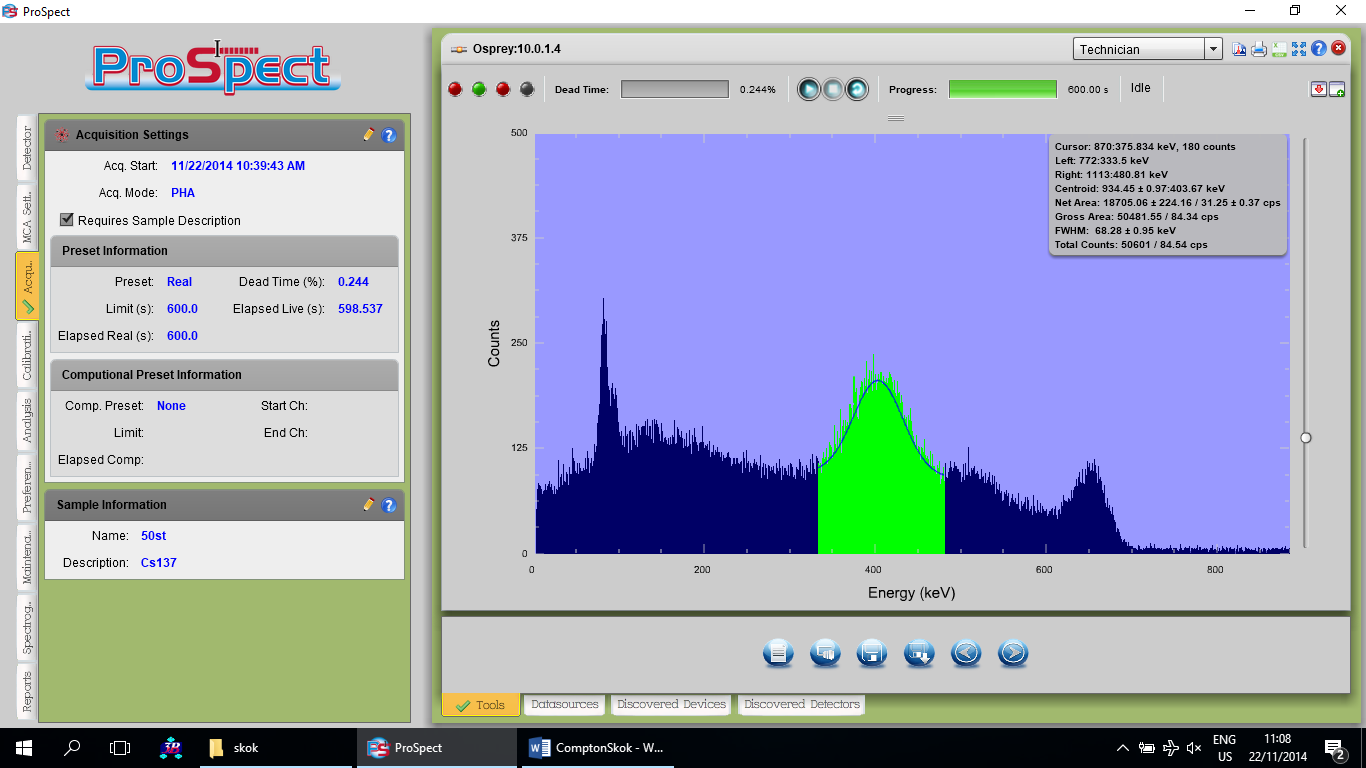 ProSpect
ProSpect
Detector
MCA Sett..
Acqu..
Calibrati..
Analysis
Preferen..
Maintena..
Spectrog..
Reports
Acquisition Settings
Acq. Start: 11/22/2014 10:39:43 AM
Acq. Mode: PHA
Requires Sample Description
Preset Information
Preset: Real Dead Time (%): 0.244
Limit (s): 600.0 Elapsed Live (s): 598.537
Elapsed Real (s): 600.0
Computional Preset Information
Comp. Preset: None Start Ch:
Limit: End Ch:
Elapsed Comp:
Sample Information
Name: 50st
Description: Cs137
Osprey:10.0.1.4
Technician
Dead Time: 0.244% Progress: 600.00 s Idle
Cursor: 870:375.834 keV, 180 counts
Left: 772:333.5 keV
Right: 1113:480.81 keV
Centroid: 934.45 ± 0.97:403.67 keV
Net Area: 18705.06 ± 224.16 / 31.25 ± 0.37 cps
Gross Area: 50481.55 / 84.34 cps
FWHM: 68.28 ± 0.95 keV
Total Counts: 50601 / 84.54 cps
500
375
250
125
0
Counts
0 200 400 600 800
Energy (keV)
Tools Datasources Discovered Devices Discovered Detectors
skok ProSpect ComptonSkok - W...
ENG
US
11:08
22/11/2014
2